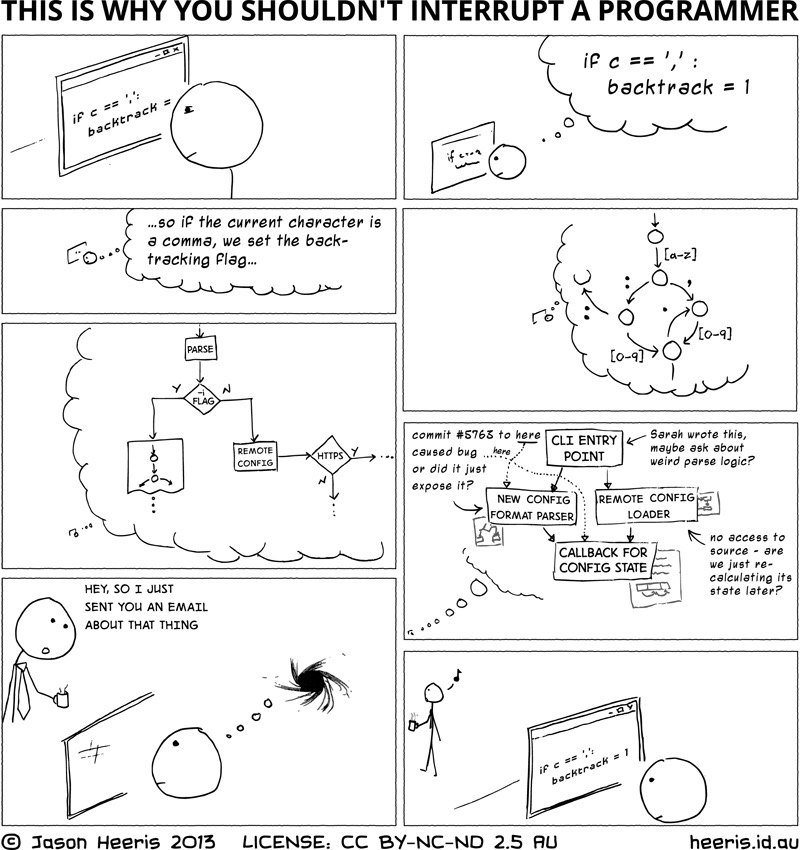 THIS IS WHY YOU SHOULDN'T INTERRUPT A PROGRAMMER
if c == ',':
backtrack =
if c == ',':
backtrack = 1
...so if the current character is
a comma, we set the back-
tracking flag...
[a-z]
:
,
:
.
[0-9]
[0-9]
PARSE
-i
FLAG
Y
N
REMOTE
CONFIG
HTTPS
Y
N
commit #5763 to here
caused bug ...here
or did it just
expose it?
CLI ENTRY
POINT
Sarah wrote this,
maybe ask about
weird parse logic?
NEW CONFIG
FORMAT PARSER
REMOTE CONFIG
LOADER
CALLBACK FOR
CONFIG STATE
no access to
source - are
we just re-
calculating its
state later?
HEY, SO I JUST
SENT YOU AN EMAIL
ABOUT THAT THING
if c == ',':
backtrack = 1
© Jason Heeris 2013 LICENSE: CC BY-NC-ND 2.5 AU heeris.id.au